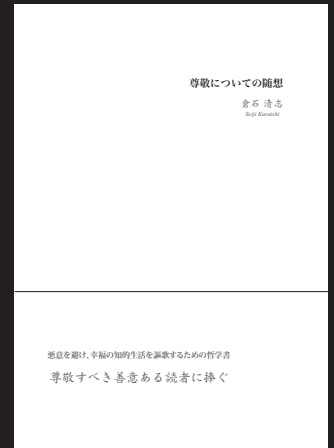 尊敬についての随想
倉石 清志
Seiji Kuraishi
悪意を避け、幸福の知的生活を謳歌するための哲学書
尊敬すべき善意ある読者に捧ぐ